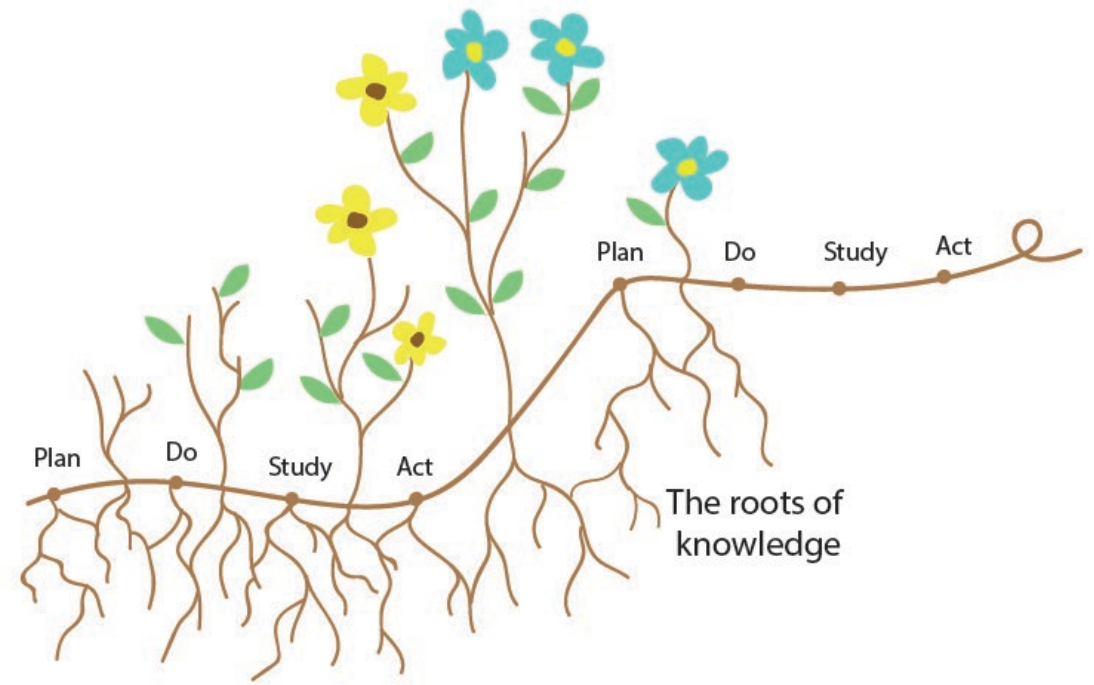 Plan
Do
Study
Act
Plan
Do
Study
Act
The roots of
knowledge